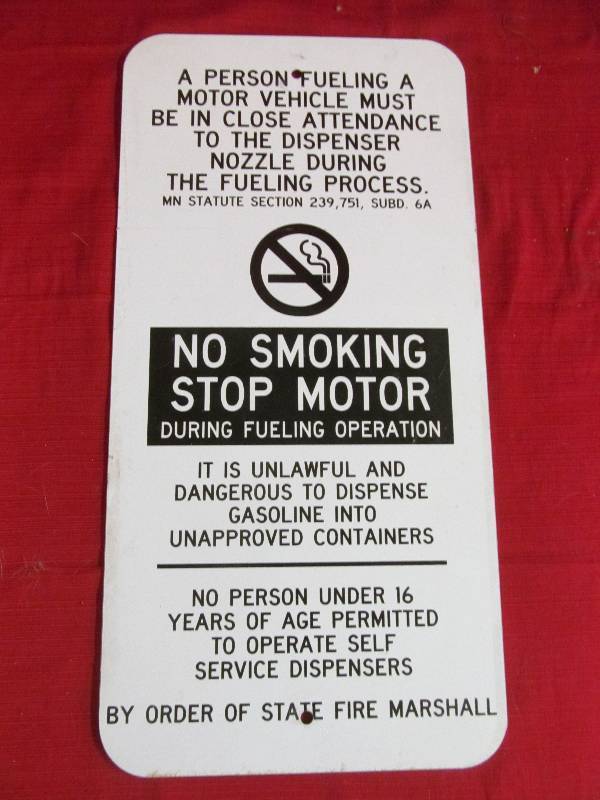 A PERSON FUELING A
MOTOR VEHICLE MUST
BE IN CLOSE ATTENDANCE
TO THE DISPENSER
NOZZLE DURING
THE FUELING PROCESS.
MN STATUTE SECTION 239,751, SUBD. 6A
NO SMOKING
STOP MOTOR
DURING FUELING OPERATION
IT IS UNLAWFUL AND
DANGEROUS TO DISPENSE
GASOLINE INTO
UNAPPROVED CONTAINERS
NO PERSON UNDER 16
YEARS OF AGE PERMITTED
TO OPERATE SELF
SERVICE DISPENSERS
BY ORDER OF STATE FIRE MARSHALL